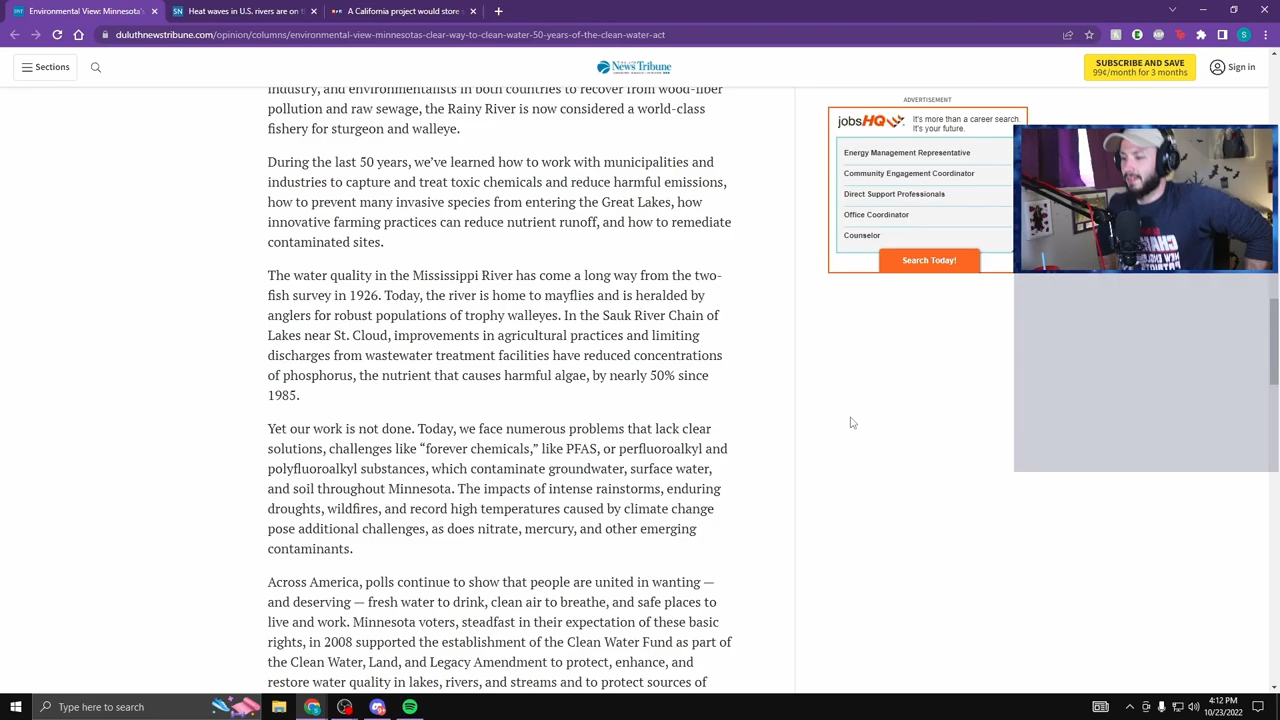 Environmental View: Minnesota's
Heat waves in U.S. rivers are on t
A California project would store
duluthnewstribune.com/opinion/columns/environmental-view-minnesotas-clear-way-to-clean-water-50-years-of-the-clean-water-act
Sections
News Tribune
SUBSCRIBE AND SAVE
99¢/month for 3 months
Sign in
industry, and environmentalists in both countries to recover from wood-fiber
pollution and raw sewage, the Rainy River is now considered a world-class
fishery for sturgeon and walleye.
During the last 50 years, we’ve learned how to work with municipalities and
industries to capture and treat toxic chemicals and reduce harmful emissions,
how to prevent many invasive species from entering the Great Lakes, how
innovative farming practices can reduce nutrient runoff, and how to remediate
contaminated sites.
The water quality in the Mississippi River has come a long way from the two-
fish survey in 1926. Today, the river is home to mayflies and is heralded by
anglers for robust populations of trophy walleyes. In the Sauk River Chain of
Lakes near St. Cloud, improvements in agricultural practices and limiting
discharges from wastewater treatment facilities have reduced concentrations
of phosphorus, the nutrient that causes harmful algae, by nearly 50% since
1985.
Yet our work is not done. Today, we face numerous problems that lack clear
solutions, challenges like “forever chemicals,” like PFAS, or perfluoroalkyl and
polyfluoroalkyl substances, which contaminate groundwater, surface water,
and soil throughout Minnesota. The impacts of intense rainstorms, enduring
droughts, wildfires, and record high temperatures caused by climate change
pose additional challenges, as does nitrate, mercury, and other emerging
contaminants.
Across America, polls continue to show that people are united in wanting —
and deserving — fresh water to drink, clean air to breathe, and safe places to
live and work. Minnesota voters, steadfast in their expectation of these basic
rights, in 2008 supported the establishment of the Clean Water Fund as part of
the Clean Water, Land, and Legacy Amendment to protect, enhance, and
restore water quality in lakes, rivers, and streams and to protect sources of
ADVERTISEMENT
jobsHQ
It's more than a career search.
It's your future.
Energy Management Representative
Community Engagement Coordinator
Direct Support Professionals
Office Coordinator
Counselor
Search Today!
Type here to search
4:12 PM
10/23/2022